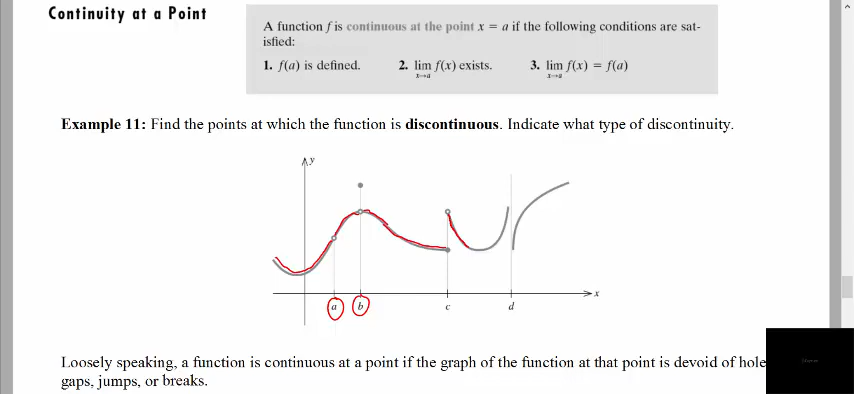 Continuity at a Point
A function f is continuous at the point x = a if the following conditions are sat-
isfied:
1. f(a) is defined. 2. lim x→a f(x) exists. 3. lim x→a f(x) = f(a)
Example 11: Find the points at which the function is discontinuous. Indicate what type of discontinuity.
y
x
a b c d
Loosely speaking, a function is continuous at a point if the graph of the function at that point is devoid of hole
gaps, jumps, or breaks.